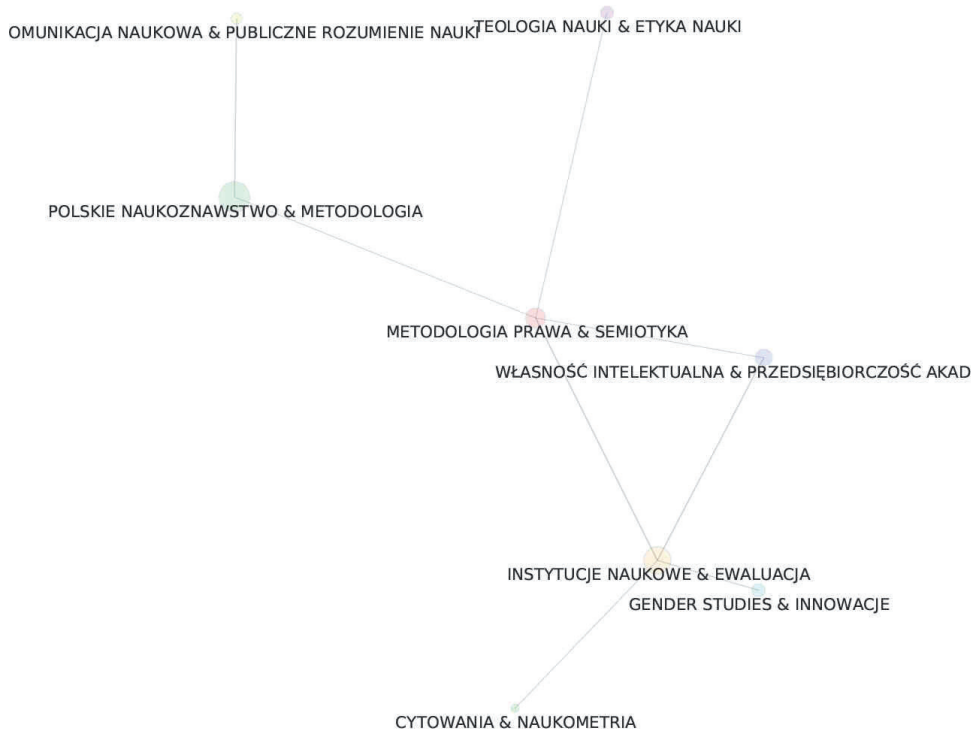 OMUNIKACJA NAUKOWA & PUBLICZNE ROZUMIENIE NAUKI
TEOLOGIA NAUKI & ETYKA NAUKI
POLSKIE NAUKOZNAWSTWO & METODOLOGIA
METODOLOGIA PRAWA & SEMIOTYKA
WŁASNOŚĆ INTELEKTUALNA & PRZEDSIĘBIORCZOŚĆ AKAD
INSTYTUCJE NAUKOWE & EWALUACJA
GENDER STUDIES & INNOWACJE
CYTOWANIA & NAUKOMETRIA